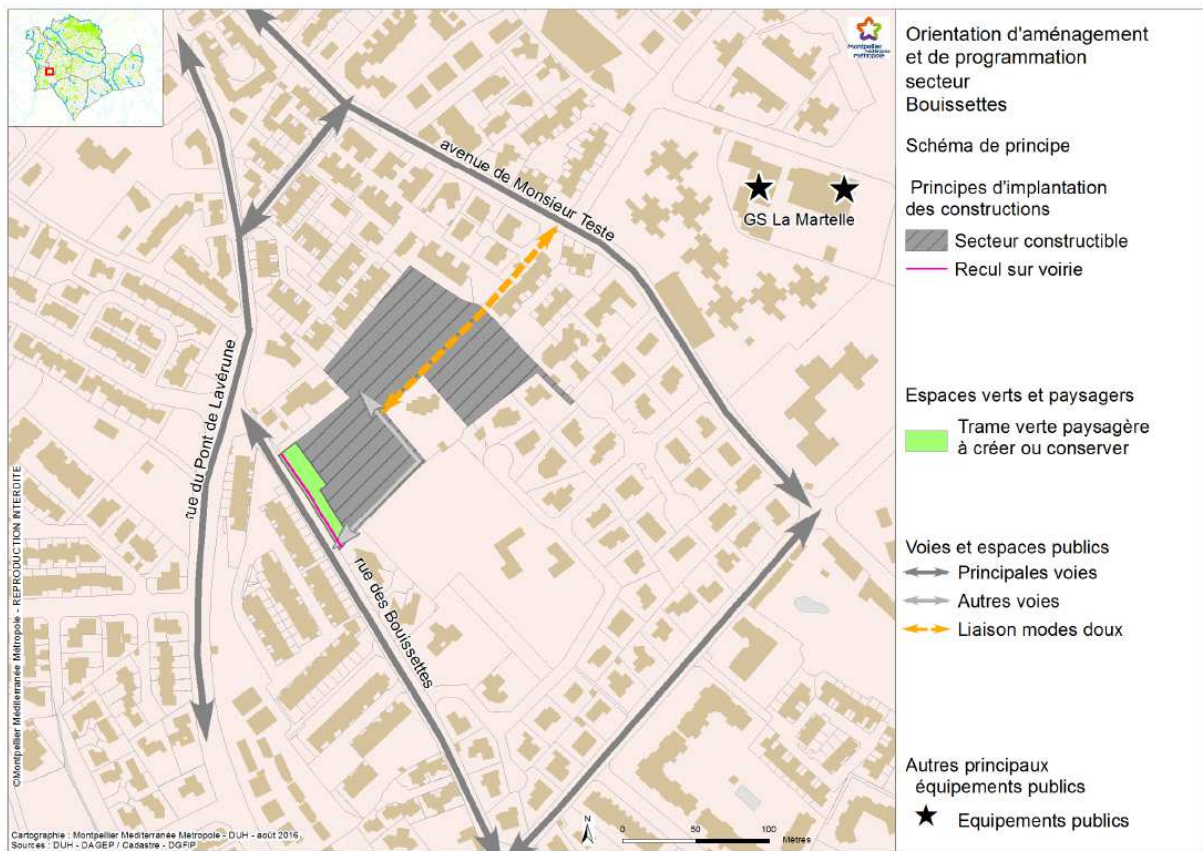 Montpellier
Méditerranée
Métropole
avenue de Monsieur Teste
GS La Martelle
rue du Pont de Lavérune
rue des Bouissettes
©Montpellier Méditerranée Métropole - REPRODUCTION INTERDITE
Cartographie : Montpellier Mediterranée Métropole - DUH - août 2016
Sources : DUH - DAGEP / Cadastre - DGFiP
N
0 50 100
Mètres
Orientation d'aménagement
et de programmation
secteur
Bouissettes
Schéma de principe
Principes d'implantation
des constructions
Secteur constructible
Recul sur voirie
Espaces verts et paysagers
Trame verte paysagère
à créer ou conserver
Voies et espaces publics
Principales voies
Autres voies
Liaison modes doux
Autres principaux
équipements publics
Equipements publics